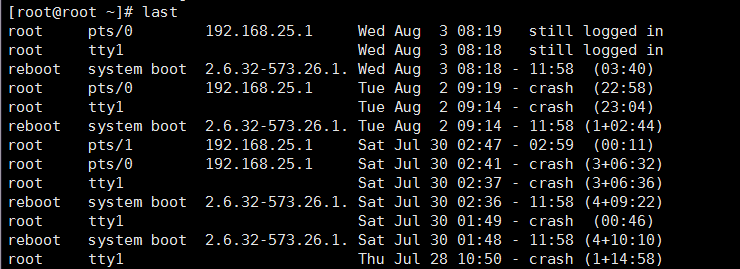 [root@root ~]# last
root     pts/0        192.168.25.1     Wed Aug  3 08:19   still logged in
root     tty1                          Wed Aug  3 08:18   still logged in
reboot   system boot  2.6.32-573.26.1. Wed Aug  3 08:18 - 11:58  (03:40)
root     pts/0        192.168.25.1     Tue Aug  2 09:19 - crash  (22:58)
root     tty1                          Tue Aug  2 09:14 - crash  (23:04)
reboot   system boot  2.6.32-573.26.1. Tue Aug  2 09:14 - 11:58 (1+02:44)
root     pts/1        192.168.25.1     Sat Jul 30 02:47 - 02:59  (00:11)
root     pts/0        192.168.25.1     Sat Jul 30 02:41 - crash (3+06:32)
root     tty1                          Sat Jul 30 02:37 - crash (3+06:36)
reboot   system boot  2.6.32-573.26.1. Sat Jul 30 02:36 - 11:58 (4+09:22)
root     tty1                          Sat Jul 30 01:49 - crash  (00:46)
reboot   system boot  2.6.32-573.26.1. Sat Jul 30 01:48 - 11:58 (4+10:10)
root     tty1                          Thu Jul 28 10:50 - crash (1+14:58)